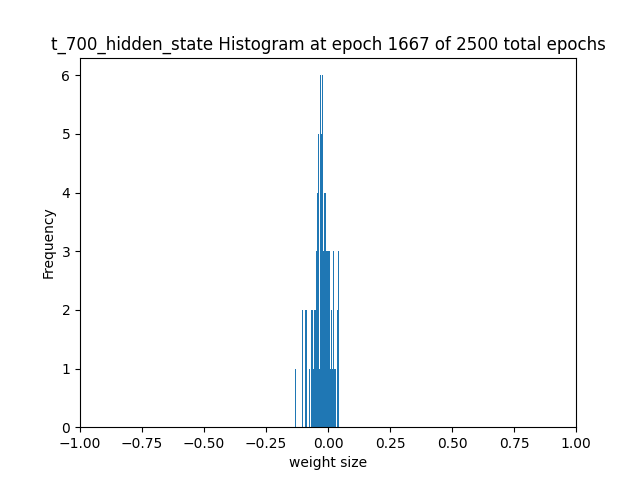 t_700_hidden_state Histogram at epoch 1667 of 2500 total epochs
6
5
4
3
2
1
0
Frequency
−1.00 −0.75 −0.50 −0.25 0.00 0.25 0.50 0.75 1.00
weight size